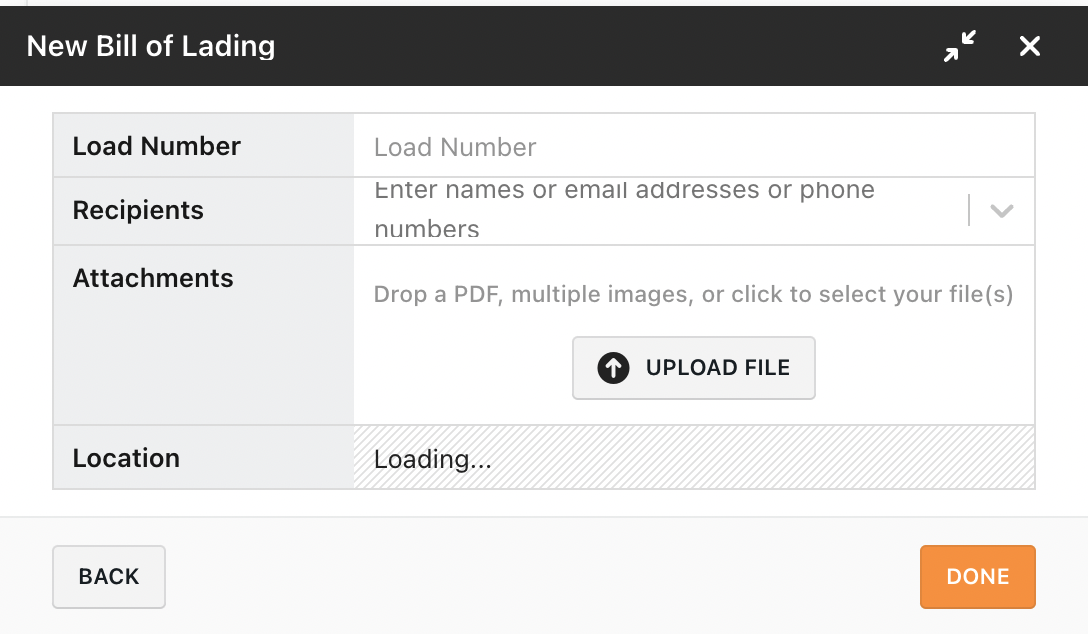 New Bill of Lading
Load Number
Load Number
Recipients
Enter names or email addresses or phone
numbers
Attachments
Drop a PDF, multiple images, or click to select your file(s)
UPLOAD FILE
Location
Loading...
BACK
DONE